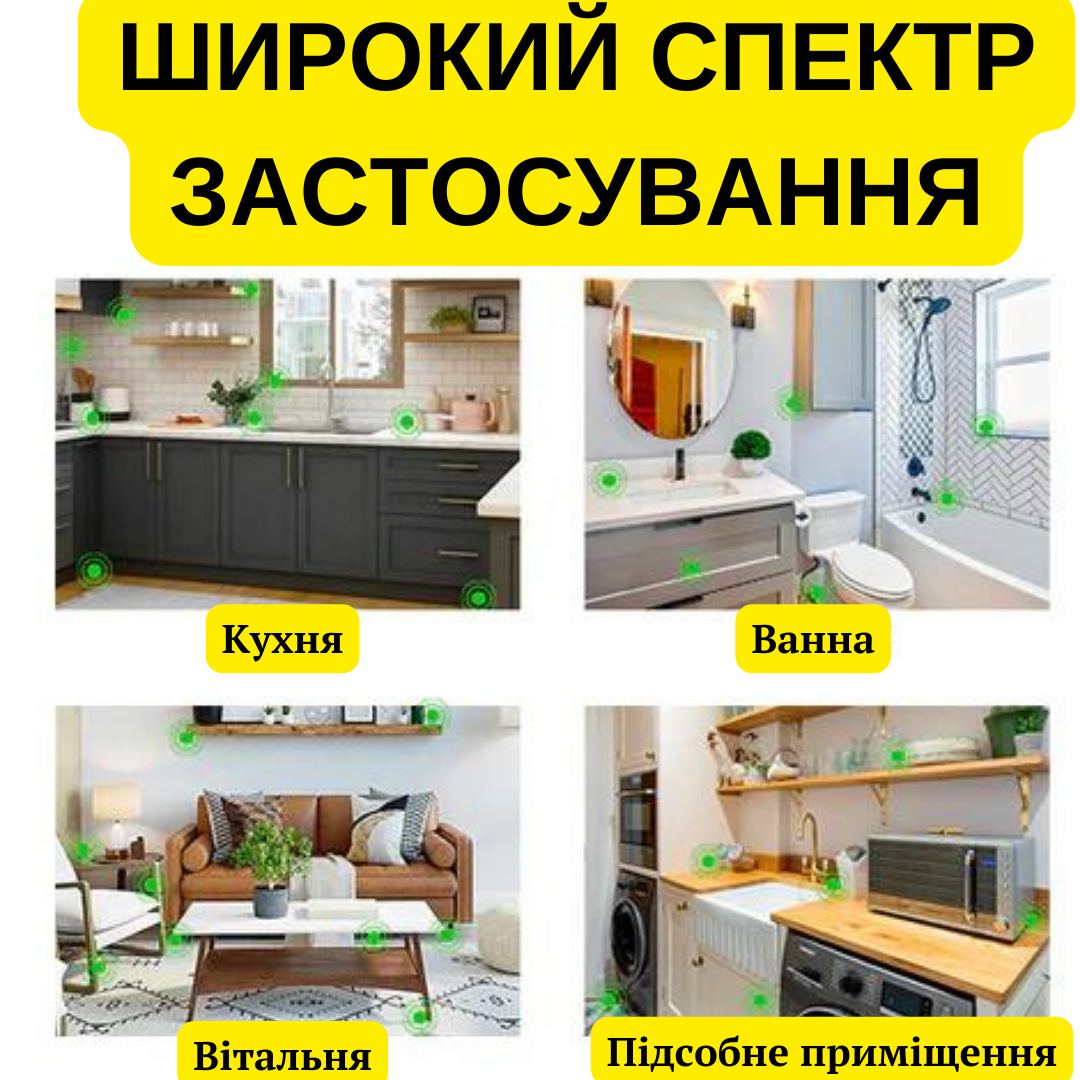 ШИРОКИЙ СПЕКТР
ЗАСТОСУВАННЯ
Кухня
Ванна
Вітальня
Підсобне приміщення